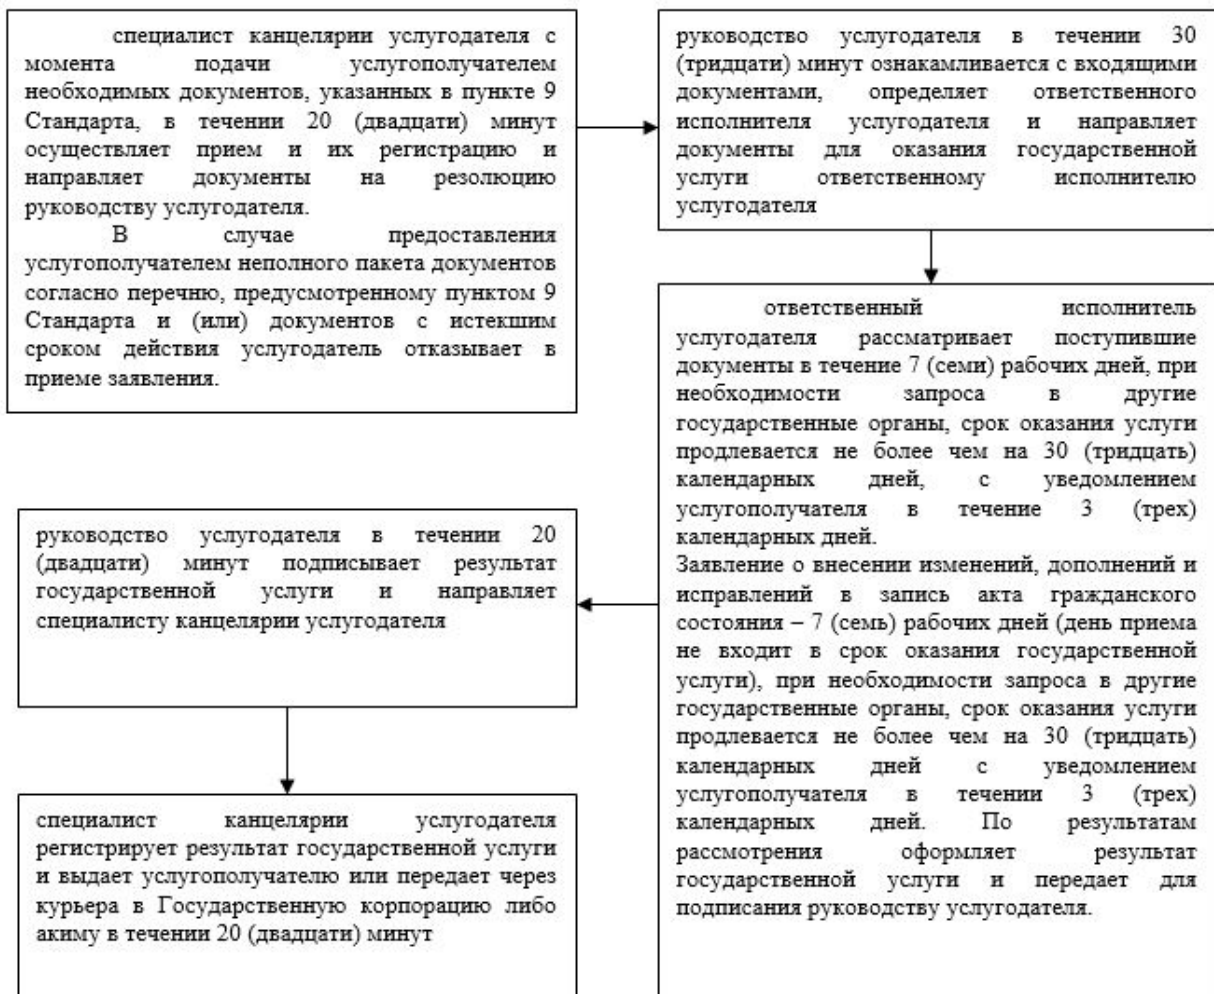 специалист канцелярии услугодателя с
момента подачи услугополучателем
необходимых документов, указанных в пункте 9
Стандарта, в течении 20 (двадцати) минут
осуществляет прием и их регистрацию и
направляет документы на резолюцию
руководству услугодателя.
В случае предоставления
услугополучателем неполного пакета документов
согласно перечню, предусмотренному пунктом 9
Стандарта и (или) документов с истекшим
сроком действия услугодатель отказывает в
приеме заявления.
руководство услугодателя в течении 30
(тридцати) минут ознакамливается с входящими
документами, определяет ответственного
исполнителя услугодателя и направляет
документы для оказания государственной
услуги ответственному исполнителю
услугодателя
ответственный исполнитель
услугодателя рассматривает поступившие
документы в течение 7 (семи) рабочих дней, при
необходимости запроса в другие
государственные органы, срок оказания услуги
продлевается не более чем на 30 (тридцать)
календарных дней, с уведомлением
услугополучателя в течение 3 (трех)
календарных дней.
Заявление о внесении изменений, дополнений и
исправлений в запись акта гражданского
состояния – 7 (семь) рабочих дней (день приема
не входит в срок оказания государственной
услуги), при необходимости запроса в другие
государственные органы, срок оказания услуги
продлевается не более чем на 30 (тридцать)
календарных дней с уведомлением
услугополучателя в течении 3 (трех)
календарных дней. По результатам
рассмотрения оформляет результат
государственной услуги и передает для
подписания руководству услугодателя.
руководство услугодателя в течении 20
(двадцати) минут подписывает результат
государственной услуги и направляет
специалисту канцелярии услугодателя
специалист канцелярии услугодателя
регистрирует результат государственной услуги
и выдает услугополучателю или передает через
курьера в Государственную корпорацию либо
акиму в течении 20 (двадцати) минут